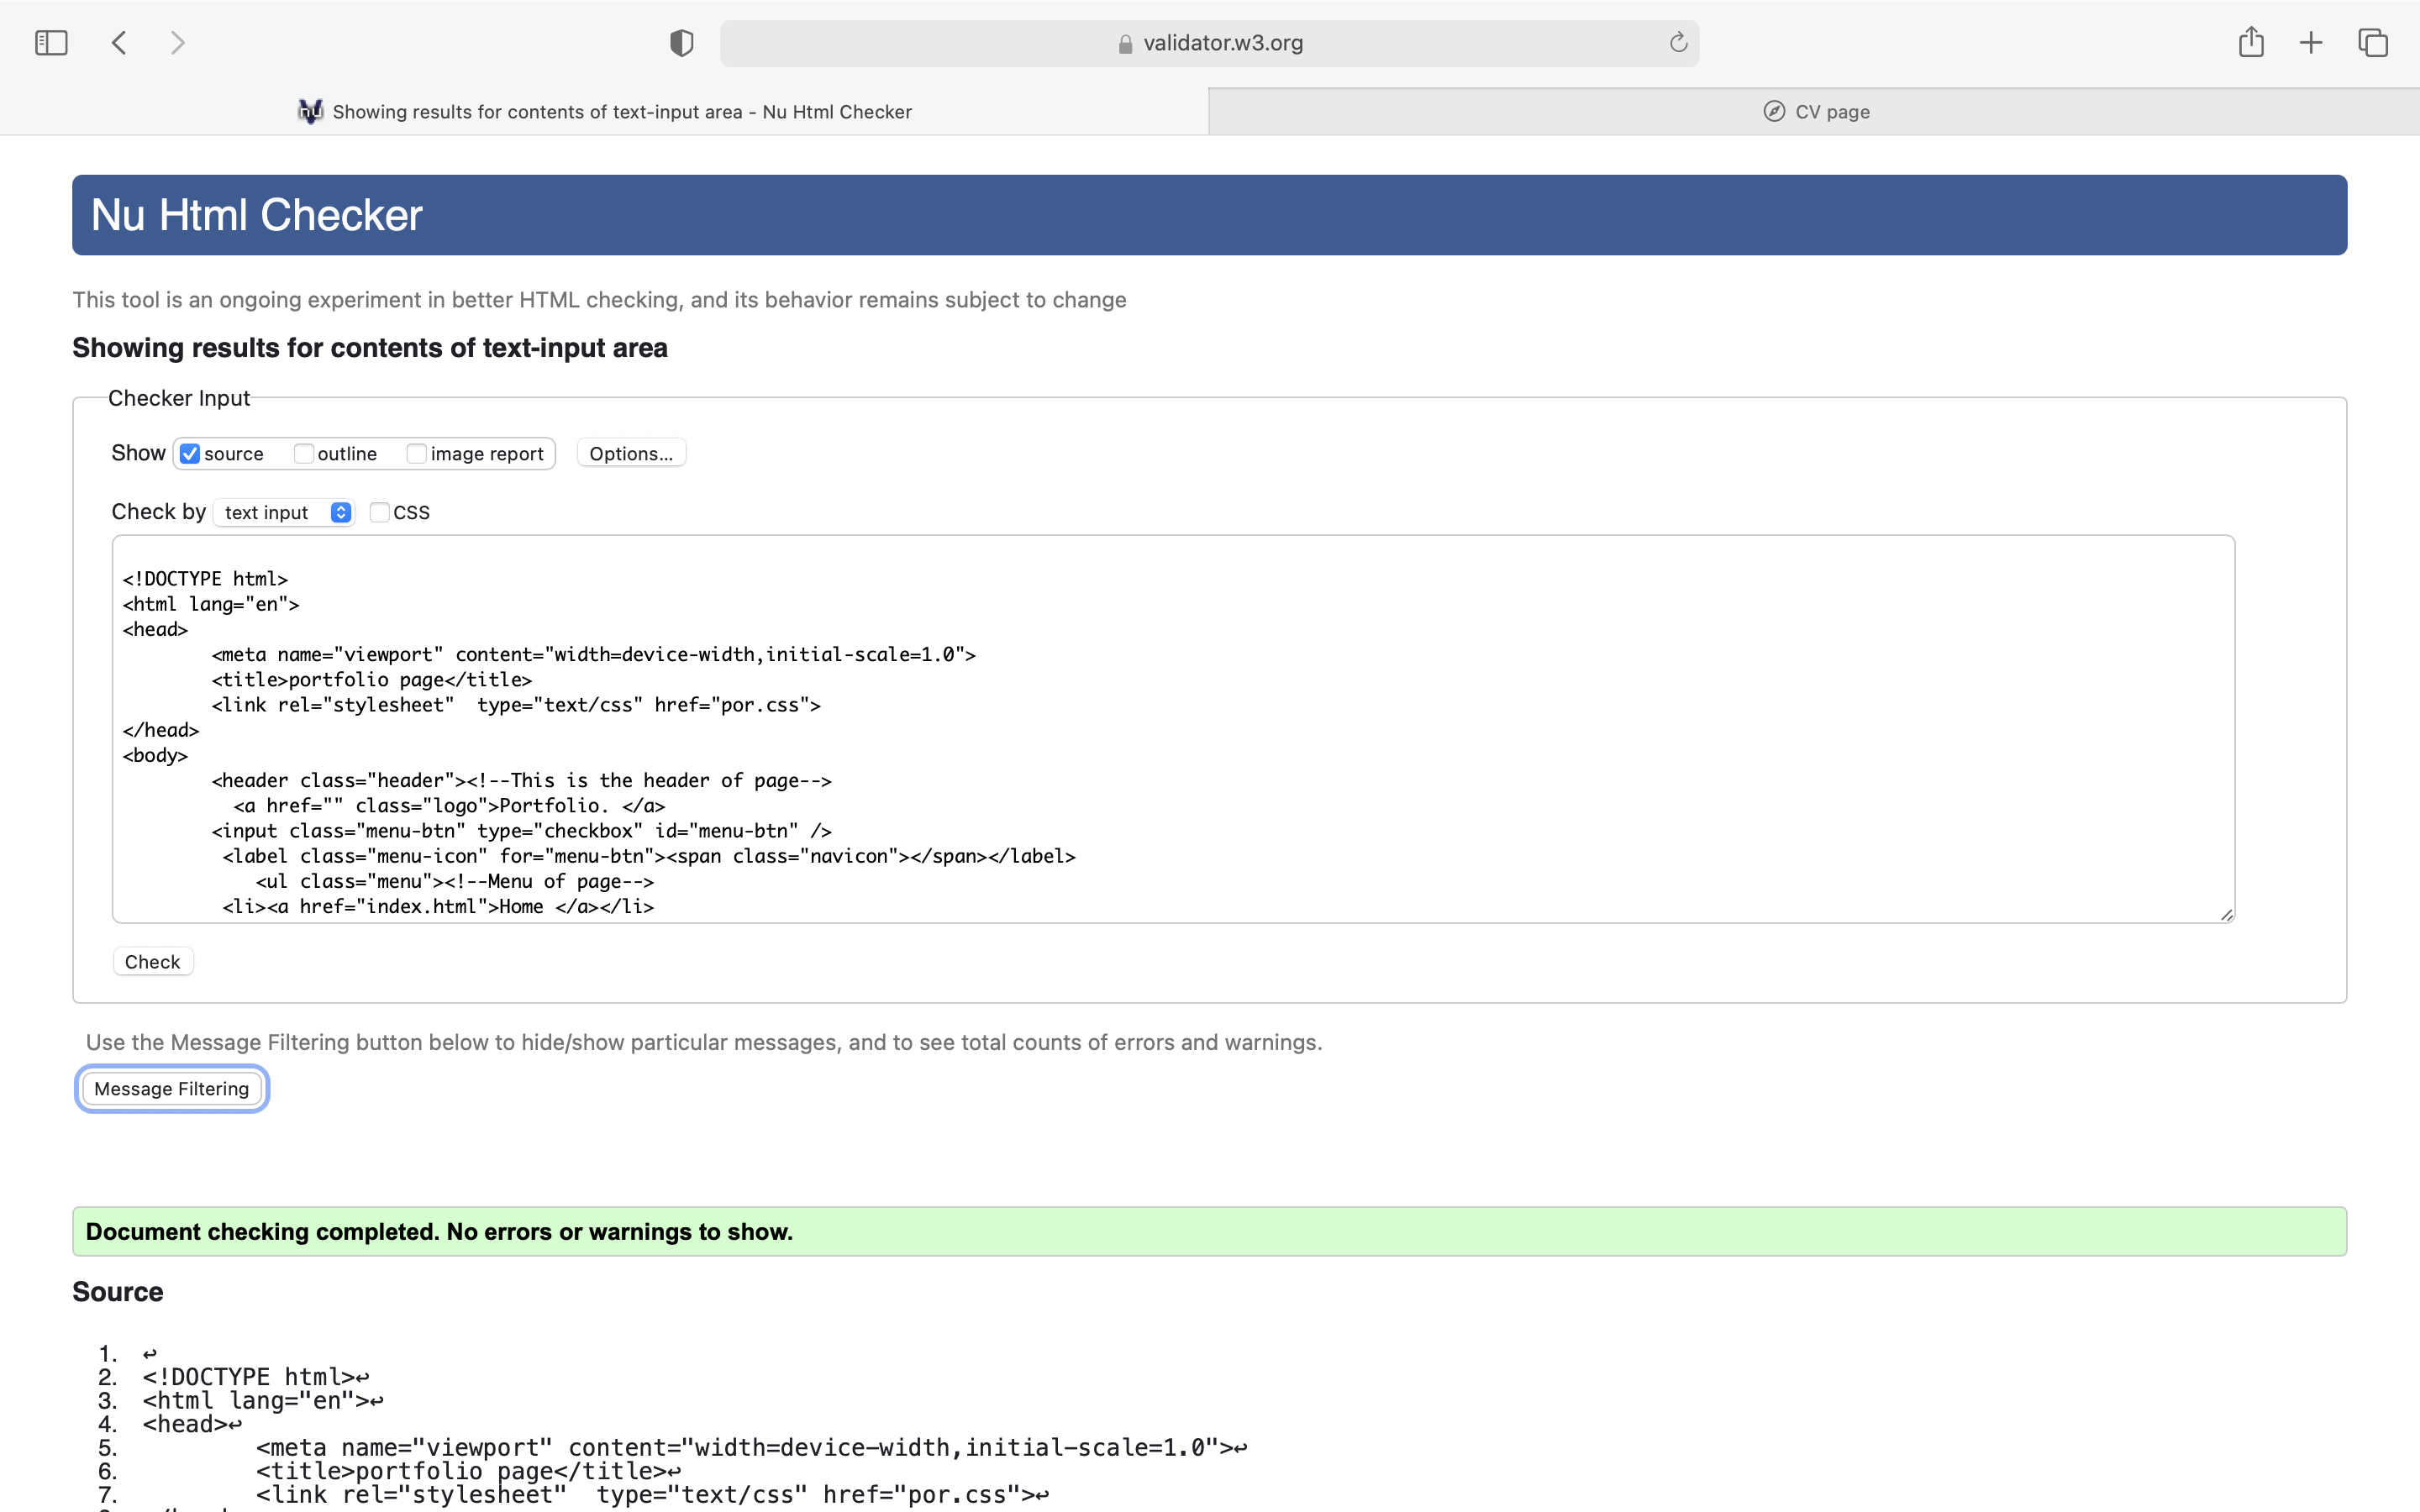 validator.w3.org
Showing results for contents of text-input area - Nu Html Checker
CV page
Nu Html Checker
This tool is an ongoing experiment in better HTML checking, and its behavior remains subject to change
Showing results for contents of text-input area
Checker Input
Show source outline image report Options...
Check by text input CSS
<!DOCTYPE html>
<html lang="en">
<head>
<meta name="viewport" content="width=device-width,initial-scale=1.0">
<title>portfolio page</title>
<link rel="stylesheet"  type="text/css" href="por.css">
</head>
<body>
<header class="header"><!--This is the header of page-->
<a href="" class="logo">Portfolio. </a>
<input class="menu-btn" type="checkbox" id="menu-btn" />
<label class="menu-icon" for="menu-btn"><span class="navicon"></span></label>
<ul class="menu"><!--Menu of page-->
<li><a href="index.html">Home </a></li>
Check
Use the Message Filtering button below to hide/show particular messages, and to see total counts of errors and warnings.
Message Filtering
Document checking completed. No errors or warnings to show.
Source
1. ↩
2. <!DOCTYPE html>↩
3. <html lang="en">↩
4. <head>↩
5. <meta name="viewport" content="width=device-width,initial-scale=1.0">↩
6. <title>portfolio page</title>↩
7. <link rel="stylesheet"  type="text/css" href="por.css">↩